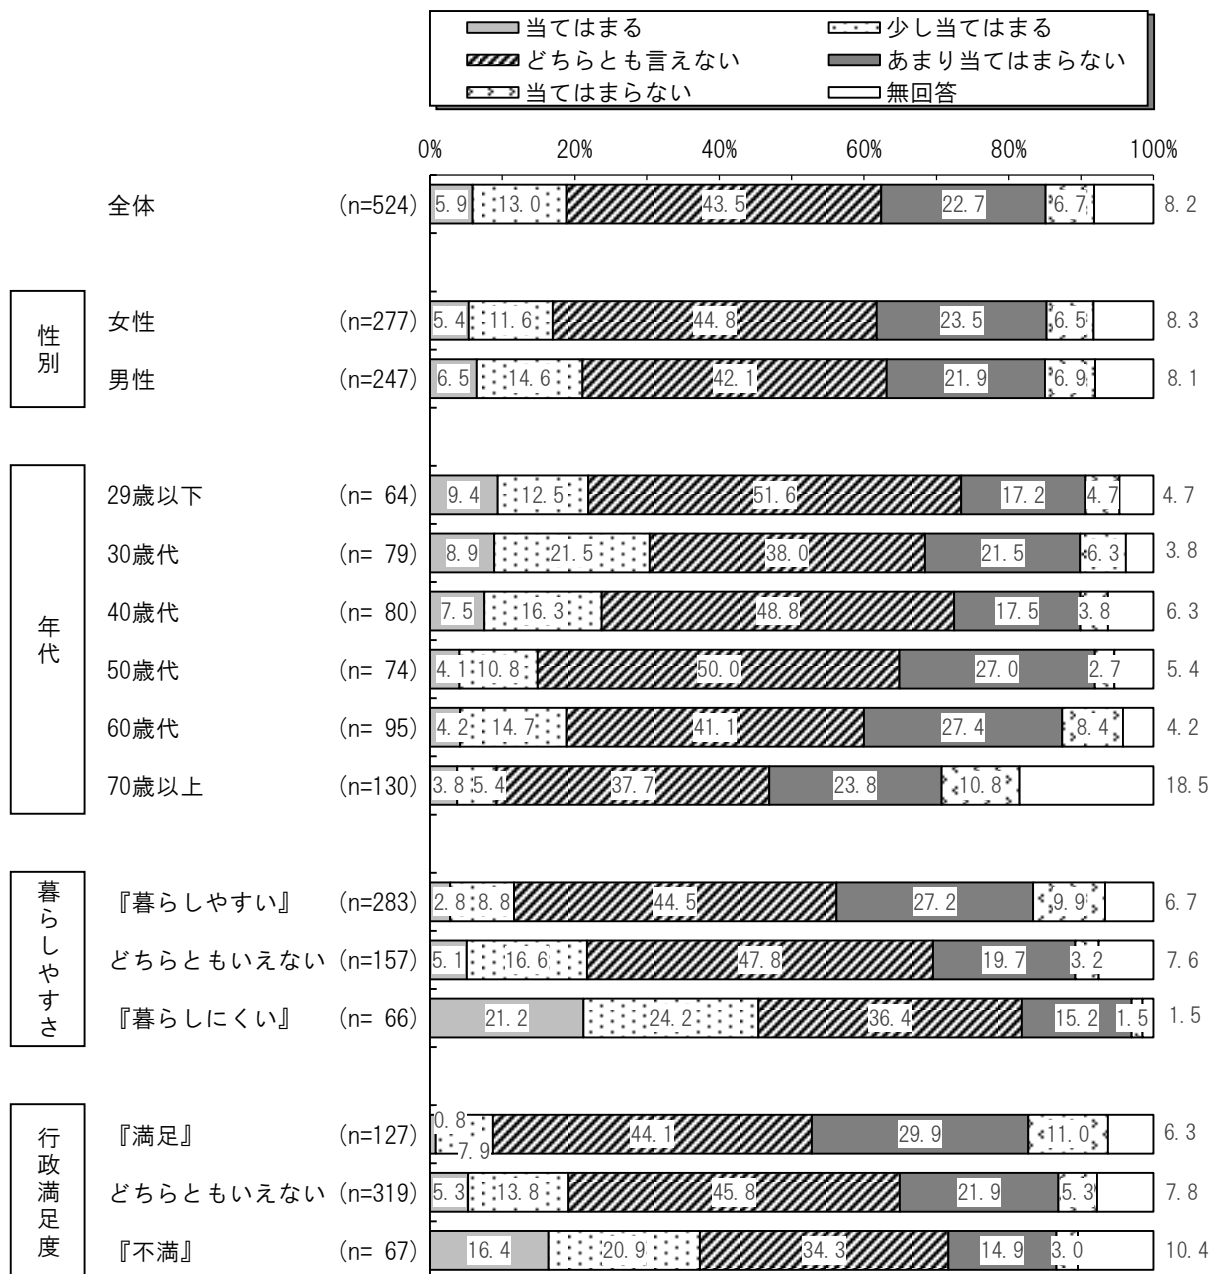 当てはまる 少し当てはまる
どちらとも言えない あまり当てはまらない
当てはまらない 無回答
0% 20% 40% 60% 80% 100%
全体 (n=524) 5.9 13.0 43.5 22.7 6.7 8.2
性別
女性 (n=277) 5.4 11.6 44.8 23.5 6.5 8.3
男性 (n=247) 6.5 14.6 42.1 21.9 6.9 8.1
年代
29歳以下 (n= 64) 9.4 12.5 51.6 17.2 4.7 4.7
30歳代 (n= 79) 8.9 21.5 38.0 21.5 6.3 3.8
40歳代 (n= 80) 7.5 16.3 48.8 17.5 3.8 6.3
50歳代 (n= 74) 4.1 10.8 50.0 27.0 2.7 5.4
60歳代 (n= 95) 4.2 14.7 41.1 27.4 8.4 4.2
70歳以上 (n=130) 3.8 5.4 37.7 23.8 10.8 18.5
暮らしやすさ
『暮らしやすい』 (n=283) 2.8 8.8 44.5 27.2 9.9 6.7
どちらともいえない (n=157) 5.1 16.6 47.8 19.7 3.2 7.6
『暮らしにくい』 (n= 66) 21.2 24.2 36.4 15.2 1.5 1.5
行政満足度
『満足』 (n=127) 0.8 7.9 44.1 29.9 11.0 6.3
どちらともいえない (n=319) 5.3 13.8 45.8 21.9 5.3 7.8
『不満』 (n= 67) 16.4 20.9 34.3 14.9 3.0 10.4